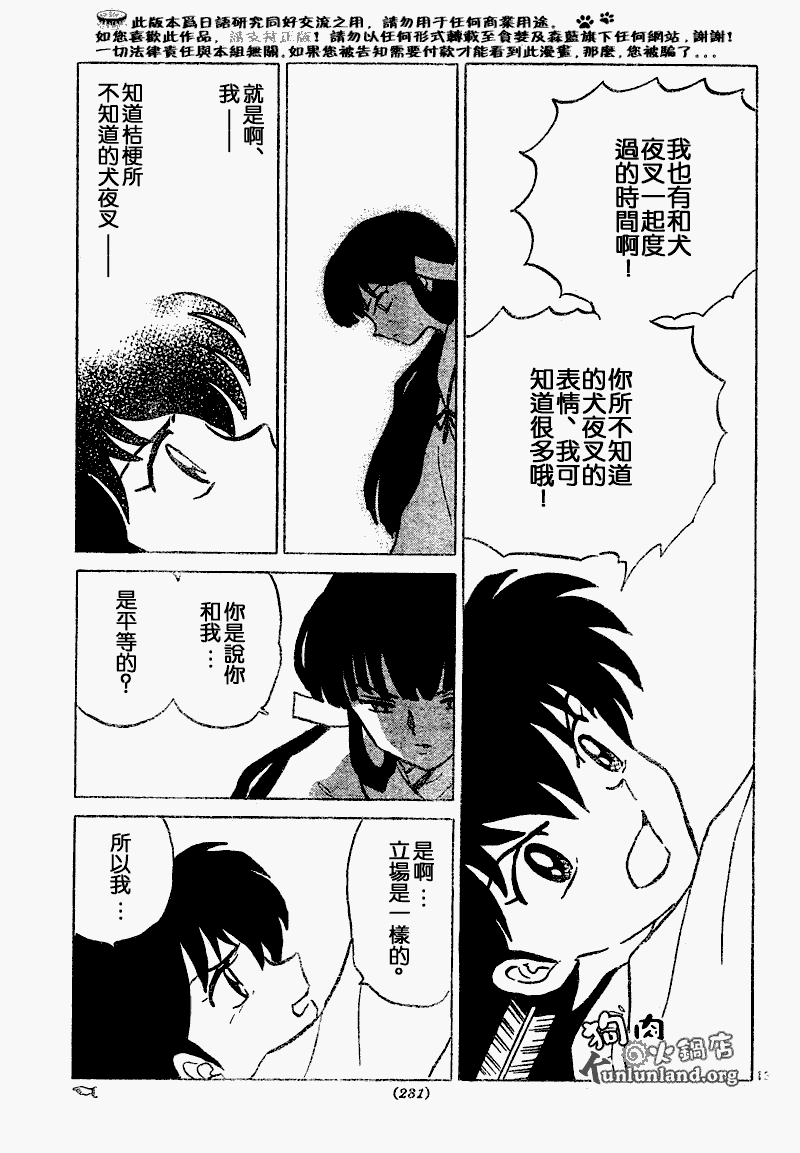 此版本爲日語研究同好交流之用，請勿用于任何商業用途。
如您喜歡此作品，請支持正版！請勿以任何形式轉載至貪婪及森藍旗下任何網站，謝謝！
一切法律責任與本組無關。如果您被告知需要付款才能看到此漫畫，那麼，您被騙了...
我也有和犬
夜叉一起度
過的時間啊！
你所不知道
的犬夜叉的
表情、我可
知道很多哦！
就是啊、
我——
知道桔梗所
不知道的犬夜叉——
你是說你
和我…
是平等的？
是啊…
立場是一樣的。
所以我…
狗肉
火鍋店
Kunlunland.org
(231)
13